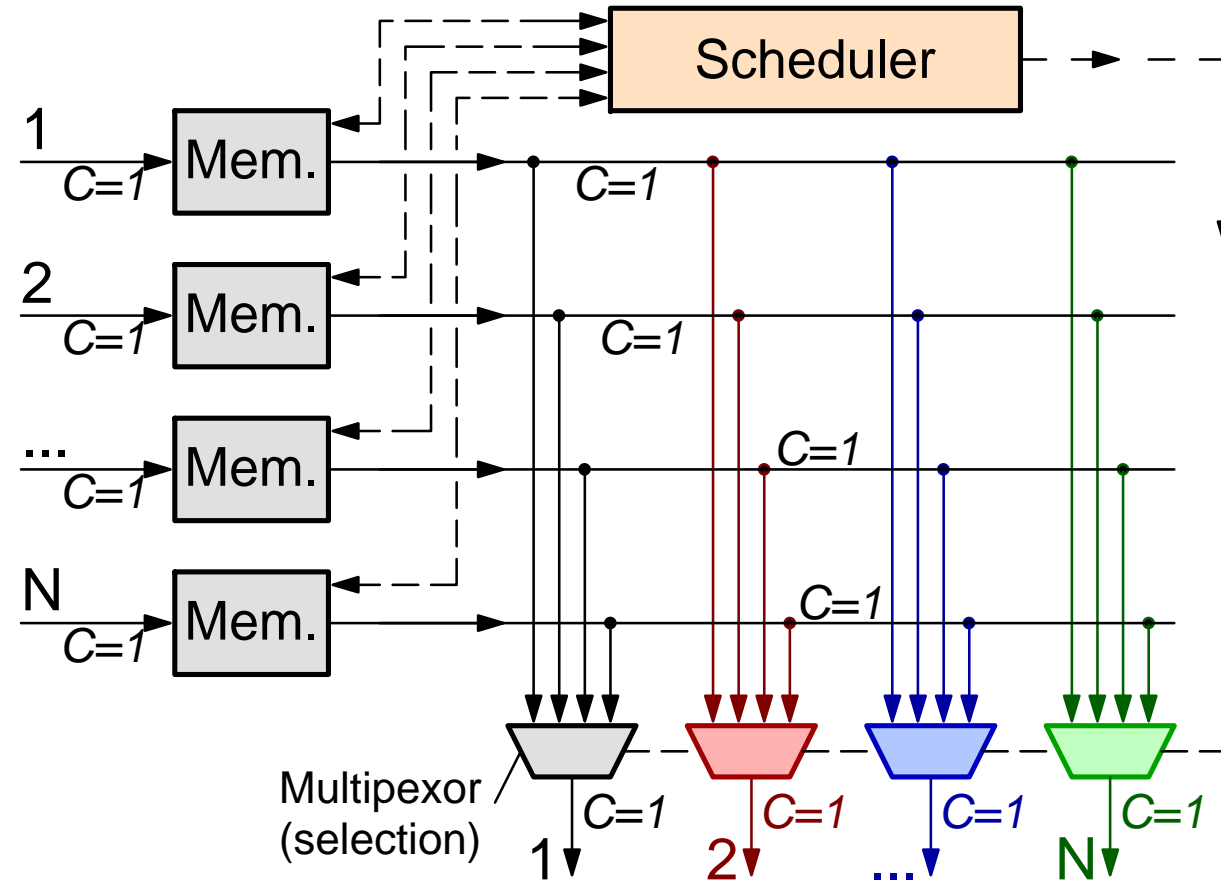 Scheduler
1
Mem.
C=1
C=1
2
Mem.
C=1
C=1
...
Mem.
C=1
C=1
N
Mem.
C=1
C=1
Multipexor
(selection)
C=1
C=1
C=1
C=1
1
2
...
N